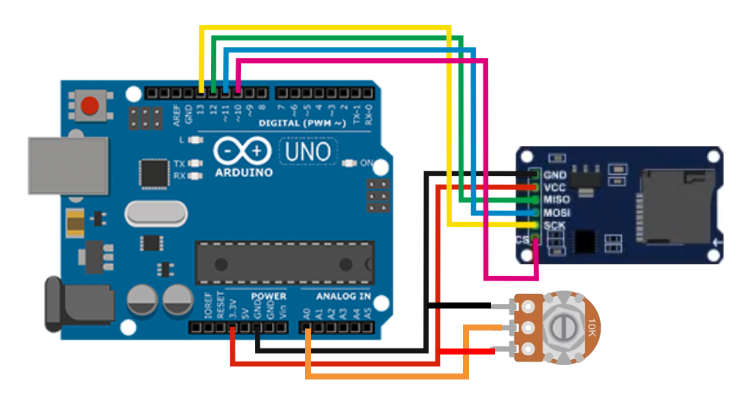 AREF
GND
13
12
~11
~10
~9
8
7
~6
~5
4
~3
2
TX-1
RX-0
DIGITAL (PWM ~)
L
TX
RX
ARDUINO
UNO
ON
POWER
ANALOG IN
IOREF
RESET
3.3V
5V
GND
GND
Vin
A0
A1
A2
A3
A4
A5
GND
VCC
MISO
MOSI
SCK
CS
10K